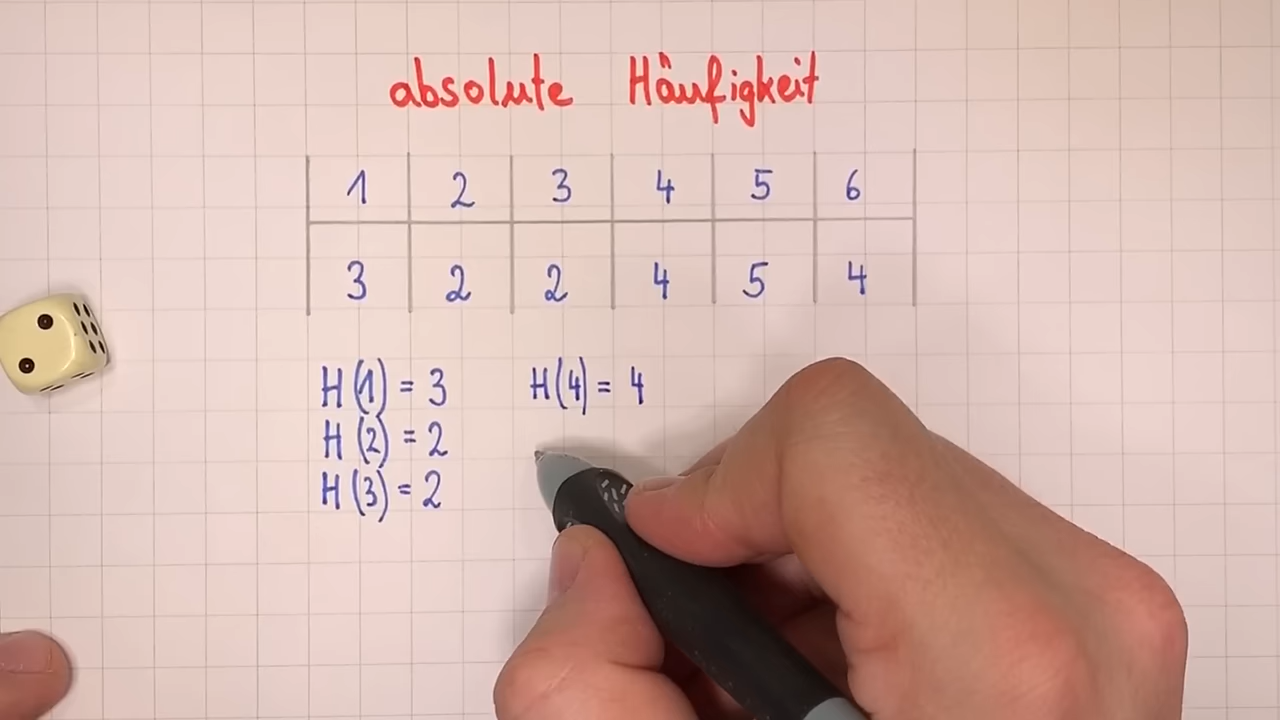 absolute Häufigkeit
1 2 3 4 5 6
3 2 2 4 5 4
H(1) = 3 H(4) = 4
H(2) = 2
H(3) = 2